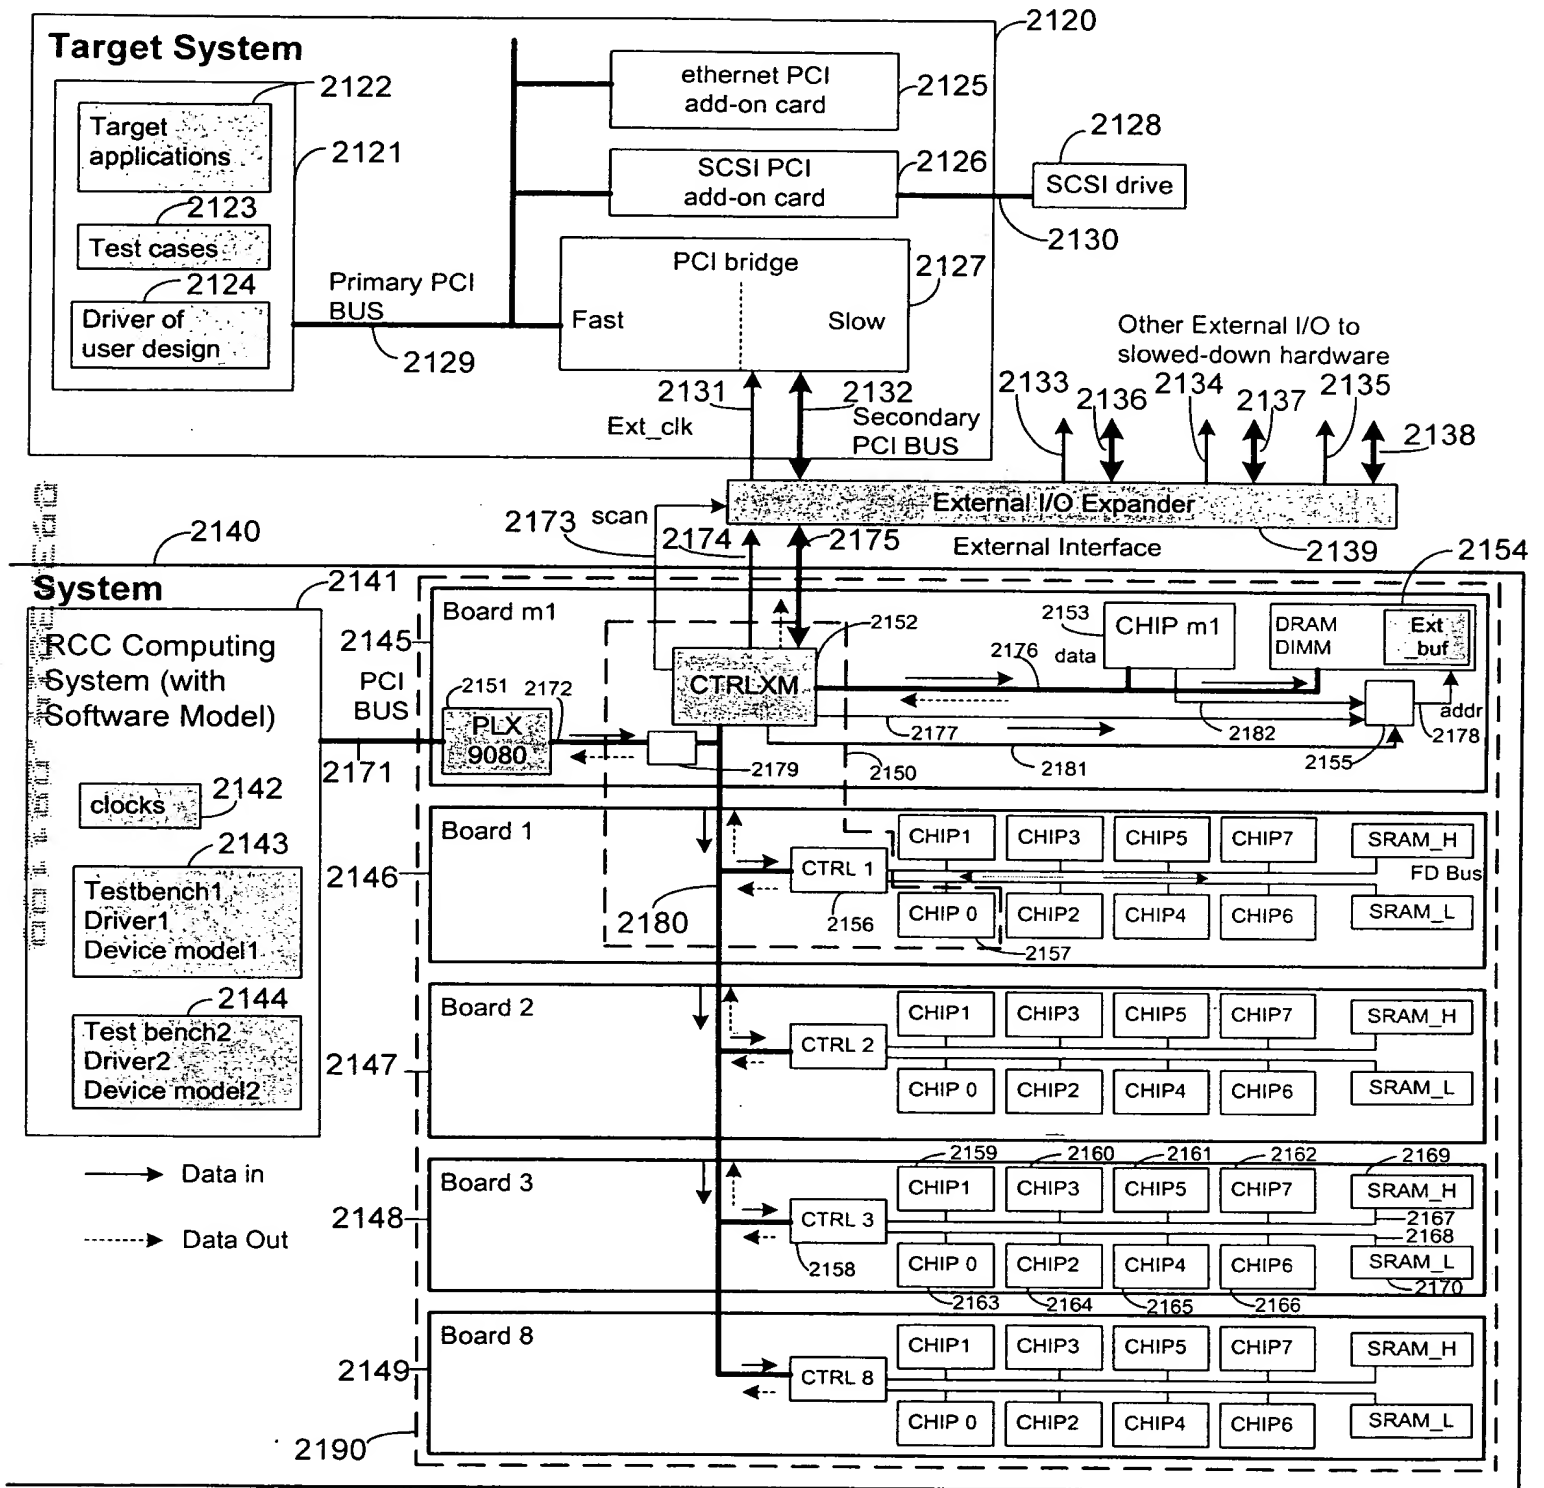 2120
Target System
2122
Target
applications
2121
2123
Test cases
2124
Driver of
user design
ethernet PCI
add-on card
2125
SCSI PCI
add-on card
2126
2128
SCSI drive
2130
PCI bridge
2127
Fast
Slow
Primary PCI
BUS
2129
2131
2132
Ext_clk
Secondary
PCI BUS
Other External I/O to
slowed-down hardware
2133
2136
2134
2137
2135
2138
External I/O Expander
2173
scan
2174
2175
External Interface
2139
2140
System
2141
RCC Computing
System (with
Software Model)
2142
clocks
2143
Testbench1
Driver1
Device model1
2144
Test bench2
Driver2
Device model2
Data in
Data Out
2145
PCI
BUS
2171
Board m1
2151
2172
PLX
9080
2179
CTRLXM
2152
2153
CHIP m1
data
2176
2154
DRAM
DIMM
Ext
_buf
addr
2177
2182
2178
2150
2181
2155
2146
Board 1
2180
CTRL 1
2156
CHIP1
CHIP3
CHIP5
CHIP7
SRAM_H
FD Bus
CHIP 0
CHIP2
CHIP4
CHIP6
SRAM_L
2157
2147
Board 2
CTRL 2
CHIP1
CHIP3
CHIP5
CHIP7
SRAM_H
CHIP 0
CHIP2
CHIP4
CHIP6
SRAM_L
2148
Board 3
2159
2160
2161
2162
2169
CTRL 3
2158
CHIP1
CHIP3
CHIP5
CHIP7
SRAM_H
2167
2168
CHIP 0
CHIP2
CHIP4
CHIP6
SRAM_L
2170
2163
2164
2165
2166
2149
Board 8
CTRL 8
CHIP1
CHIP3
CHIP5
CHIP7
SRAM_H
CHIP 0
CHIP2
CHIP4
CHIP6
SRAM_L
2190